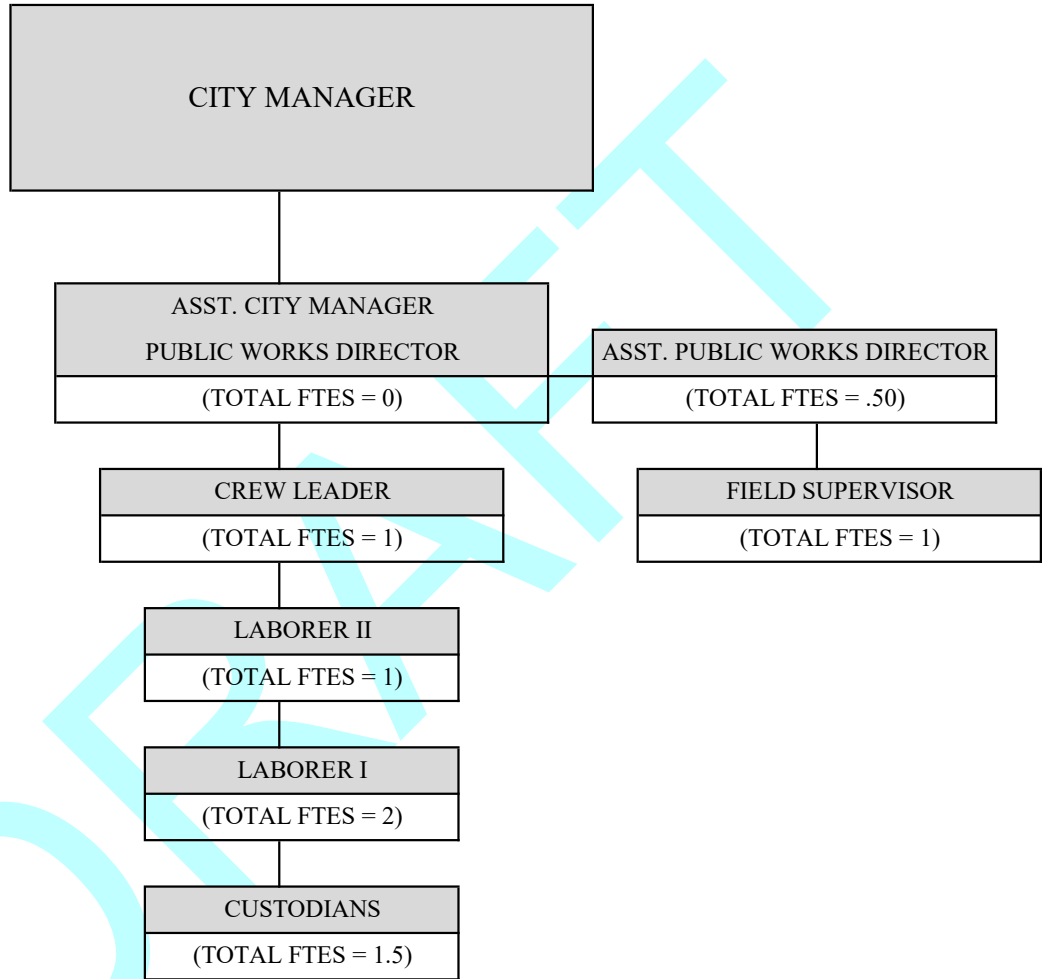 CITY MANAGER
ASST. CITY MANAGER
PUBLIC WORKS DIRECTOR
(TOTAL FTES = 0)
ASST. PUBLIC WORKS DIRECTOR
(TOTAL FTES = .50)
CREW LEADER
(TOTAL FTES = 1)
FIELD SUPERVISOR
(TOTAL FTES = 1)
LABORER II
(TOTAL FTES = 1)
LABORER I
(TOTAL FTES = 2)
CUSTODIANS
(TOTAL FTES = 1.5)
DRAFT